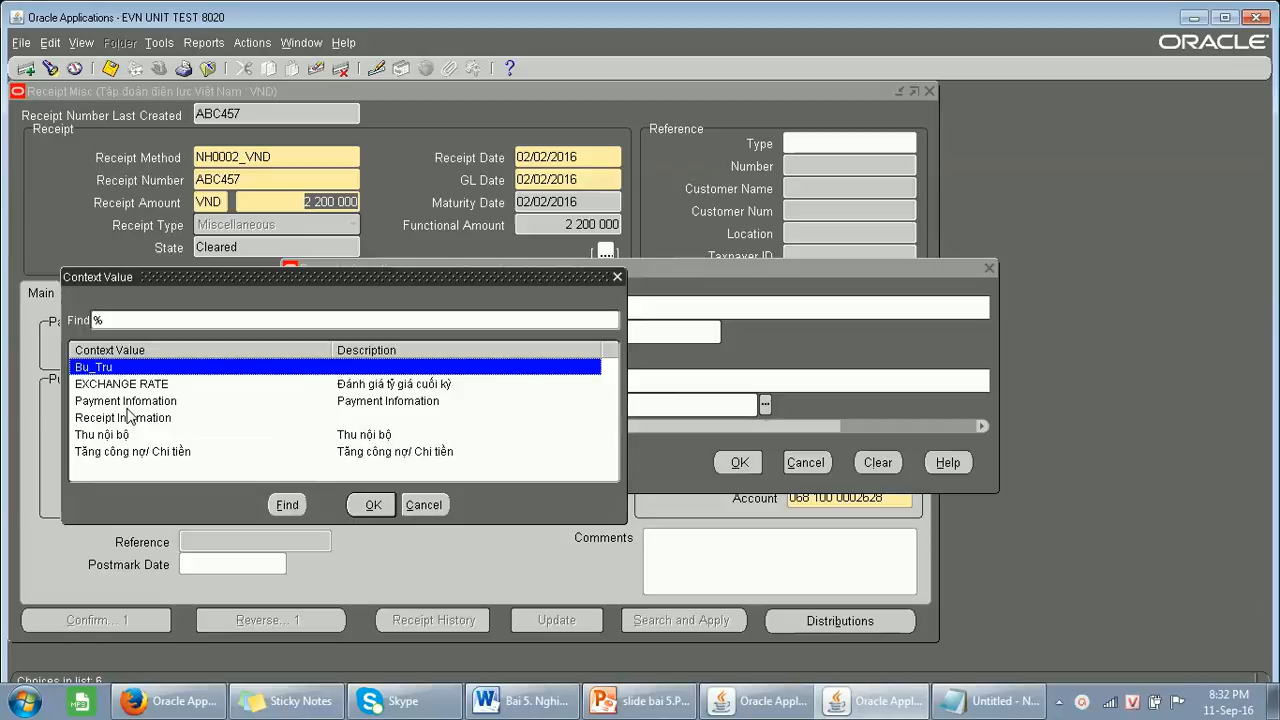 Oracle Applications - EVN UNIT TEST 8020
File Edit View Folder Tools Reports Actions Window Help
ORACLE
Receipt Misc (Tập đoàn điện lực Việt Nam : VND)
Receipt Number Last Created ABC457
Receipt
Reference
Receipt Method NH0002_VND
Receipt Date 02/02/2016
Type
Receipt Number ABC457
GL Date 02/02/2016
Number
Receipt Amount VND 2 200 000
Maturity Date 02/02/2016
Customer Name
Receipt Type Miscellaneous
Functional Amount 2 200 000
Customer Num
State Cleared
Location
[ .... ]
Taxpayer ID
Main
Context Value
Find %
Context Value Description
Bu_Tru
EXCHANGE RATE Đánh giá tỷ giá cuối kỳ
Payment Infomation Payment Infomation
Receipt Infomation
Thu nội bộ Thu nội bộ
Tăng công nợ/ Chi tiền Tăng công nợ/ Chi tiền
Find OK Cancel
OK Cancel Clear Help
Account 068 100 0002628
Reference
Comments
Postmark Date
Confirm... 1 Reverse... 1 Receipt History Update Search and Apply Distributions
Choices in list: 6
Oracle App... Sticky Notes Skype Bai 5. Nghi... slide bai 5.P... Oracle Appl... Oracle Appl... Untitled - N...
8:32 PM
11-Sep-16